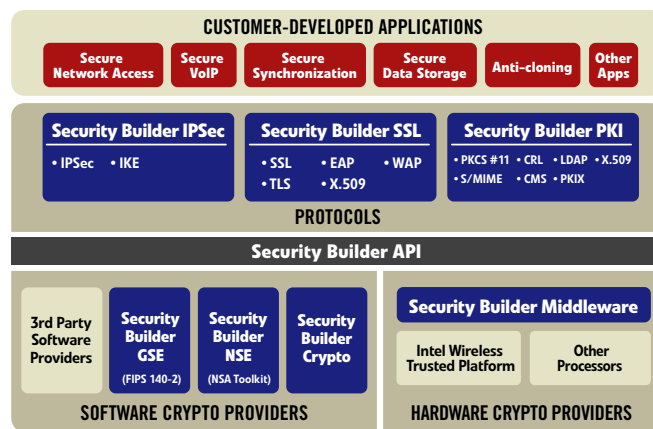 CUSTOMER-DEVELOPED APPLICATIONS
Secure Network Access
Secure VoIP
Secure Synchronization
Secure Data Storage
Anti-cloning
Other Apps
Security Builder IPSec
• IPSec • IKE
Security Builder SSL
• SSL • EAP • WAP
• TLS • X.509
Security Builder PKI
• PKCS #11 • CRL • LDAP • X.509
• S/MIME • CMS • PKIX
PROTOCOLS
Security Builder API
3rd Party
Software
Providers
Security
Builder
GSE
(FIPS 140-2)
Security
Builder
NSE
(NSA Toolkit)
Security
Builder
Crypto
SOFTWARE CRYPTO PROVIDERS
Security Builder Middleware
Intel Wireless
Trusted Platform
Other
Processors
HARDWARE CRYPTO PROVIDERS